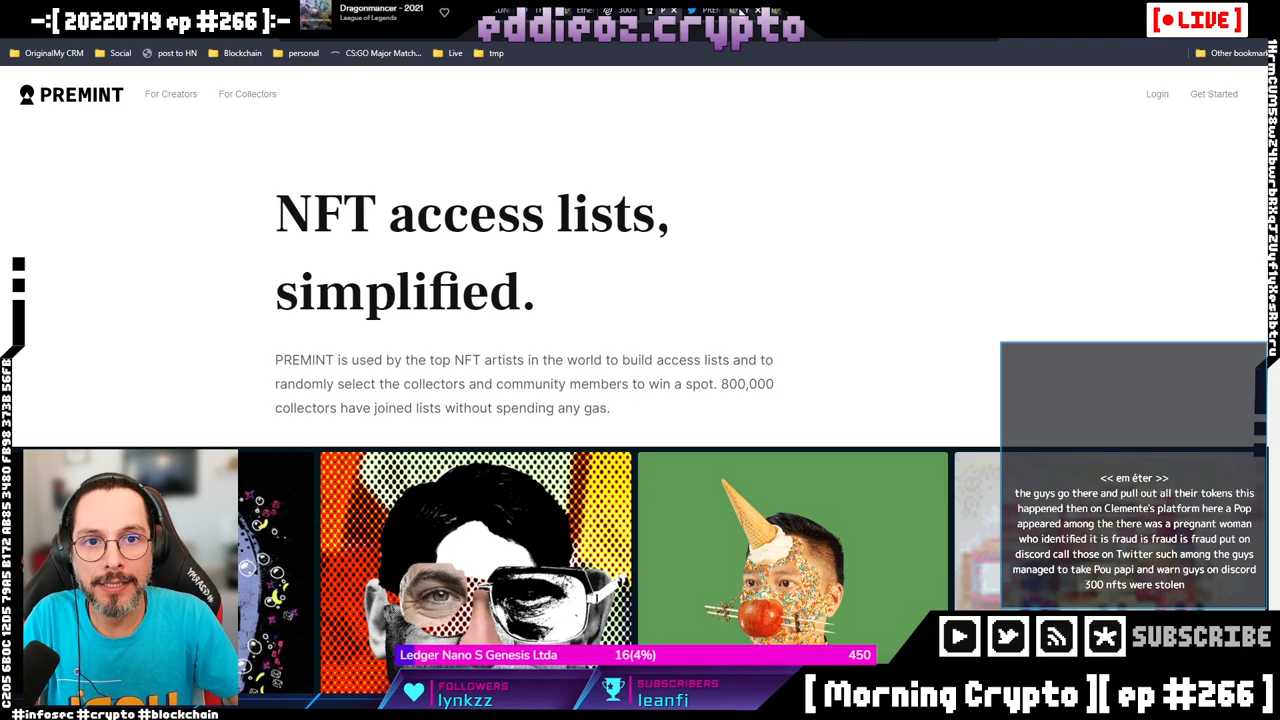 -:[ 20220719 ep #266 ]:-
Dragonmancer - 2021
League of Legends
eddieoz.crypto
[● LIVE]
OriginalMy CRM
Social
post to HN
Blockchain
personal
CS:GO Major Match...
Live
tmp
Other bookmar
PREMINT
For Creators
For Collectors
Login
Get Started
NFT access lists,
simplified.
PREMINT is used by the top NFT artists in the world to build access lists and to
randomly select the collectors and community members to win a spot. 800,000
collectors have joined lists without spending any gas.
<< em éter >>
the guys go there and pull out all their tokens this
happened then on Clemente's platform here a Pop
appeared among the there was a pregnant woman
who identified it is fraud is fraud is fraud put on
discord call those on Twitter such among the guys
managed to take Pou papi and warn guys on discord
300 nfts were stolen
SUBSCRIBE
Ledger Nano S Genesis Ltda 16(4%) 450
FOLLOWERS
lynkzz
SUBSCRIBERS
leanfi
[ Morning Crypto ][ ep #266 ]
#infosec #crypto #blockchain